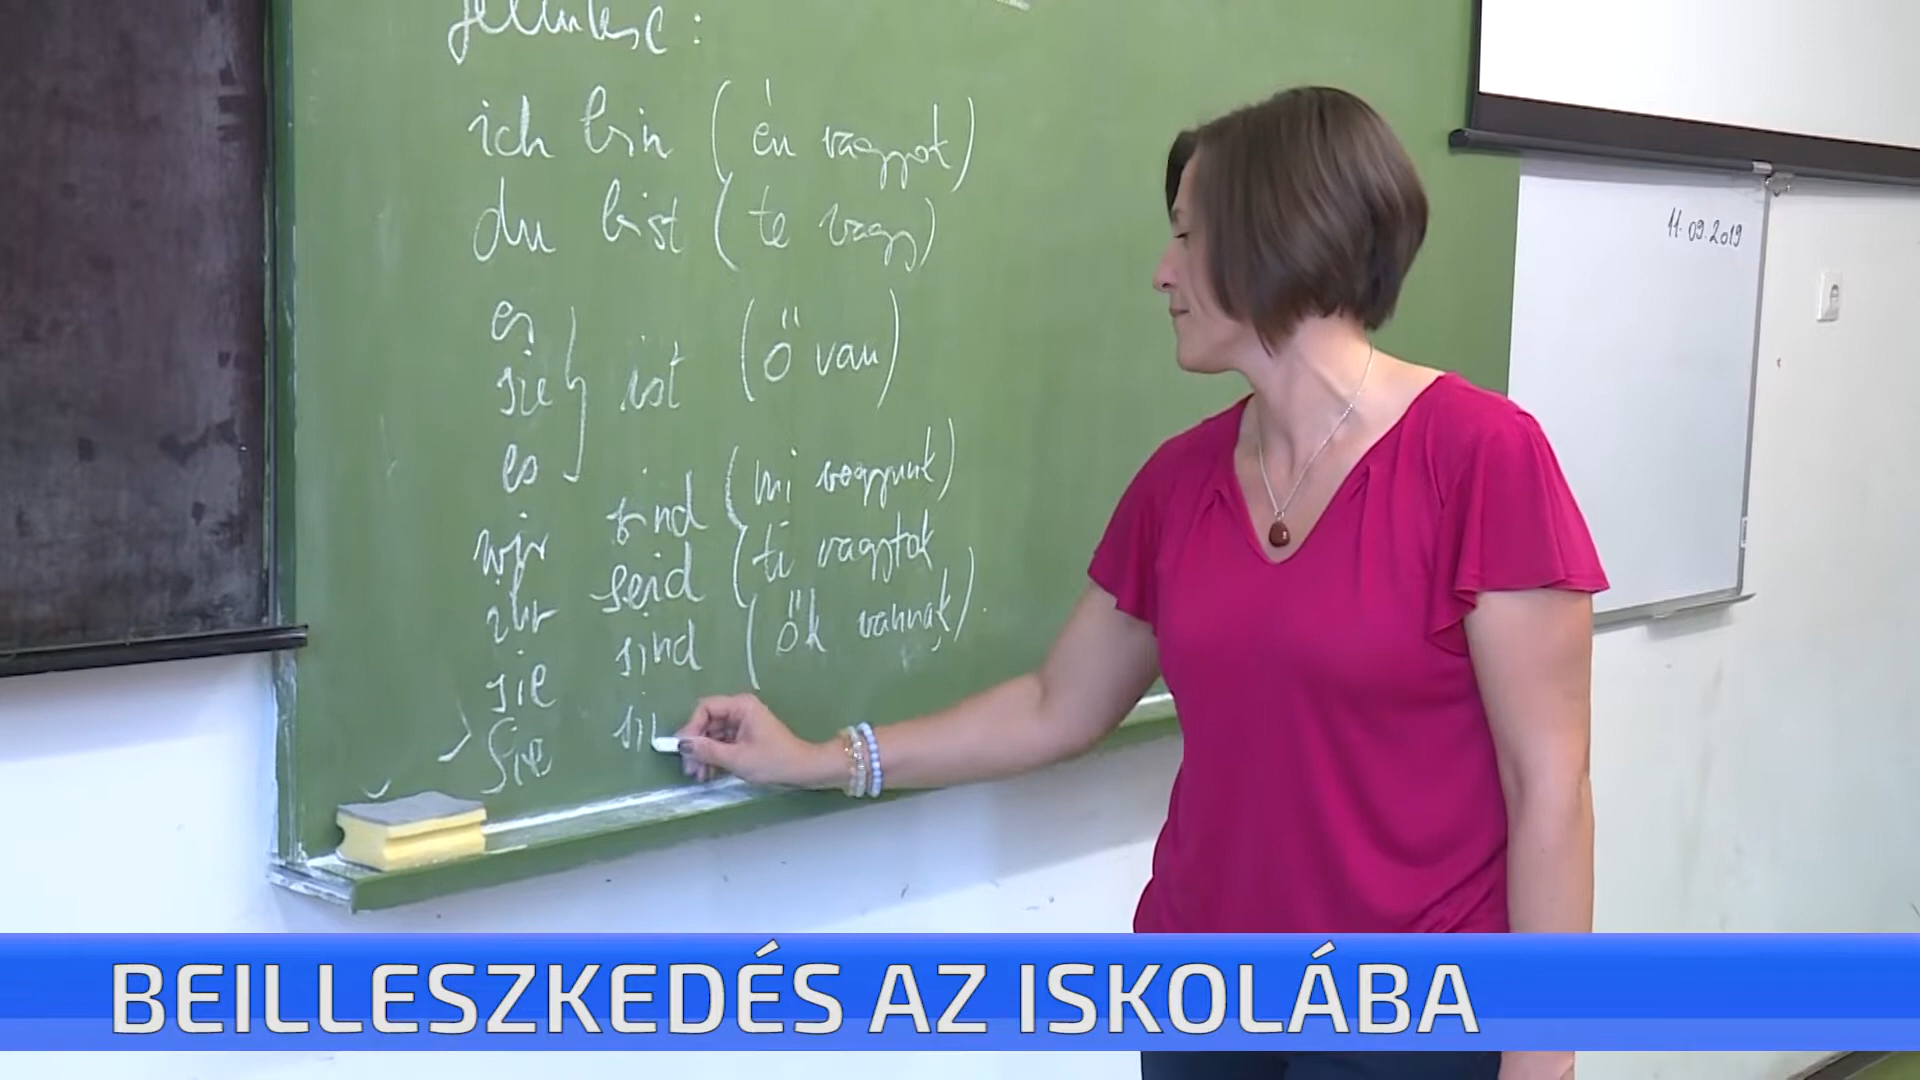 ich bin (én vagyok)
du bist (te vagy)
er
sie } ist (ő van)
es
wir sind (mi vagyunk)
ihr seid (ti vagytok
sie sind (ők vannak).
Sie si
11.09.2019
BEILLESZKEDÉS AZ ISKOLÁBA